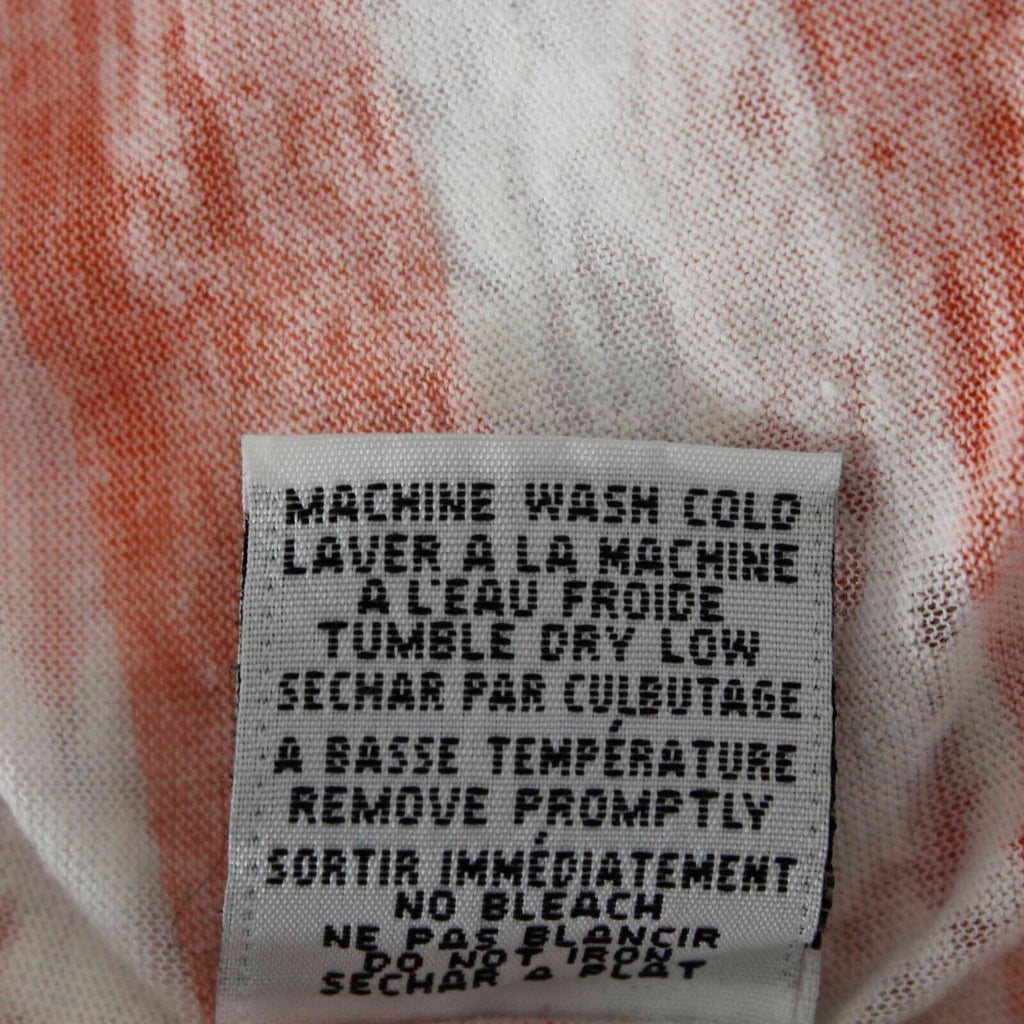 MACHINE WASH COLD
LAVER A LA MACHINE
A L'EAU FROIDE
TUMBLE DRY LOW
SECHAR PAR CULBUTAGE
A BASSE TEMPÉRATURE
REMOVE PROMPTLY
SORTIR IMMÉDIATEMENT
NO BLEACH
NE PAS BLANCIR
DO NOT IRON
SECHAR A PLAT